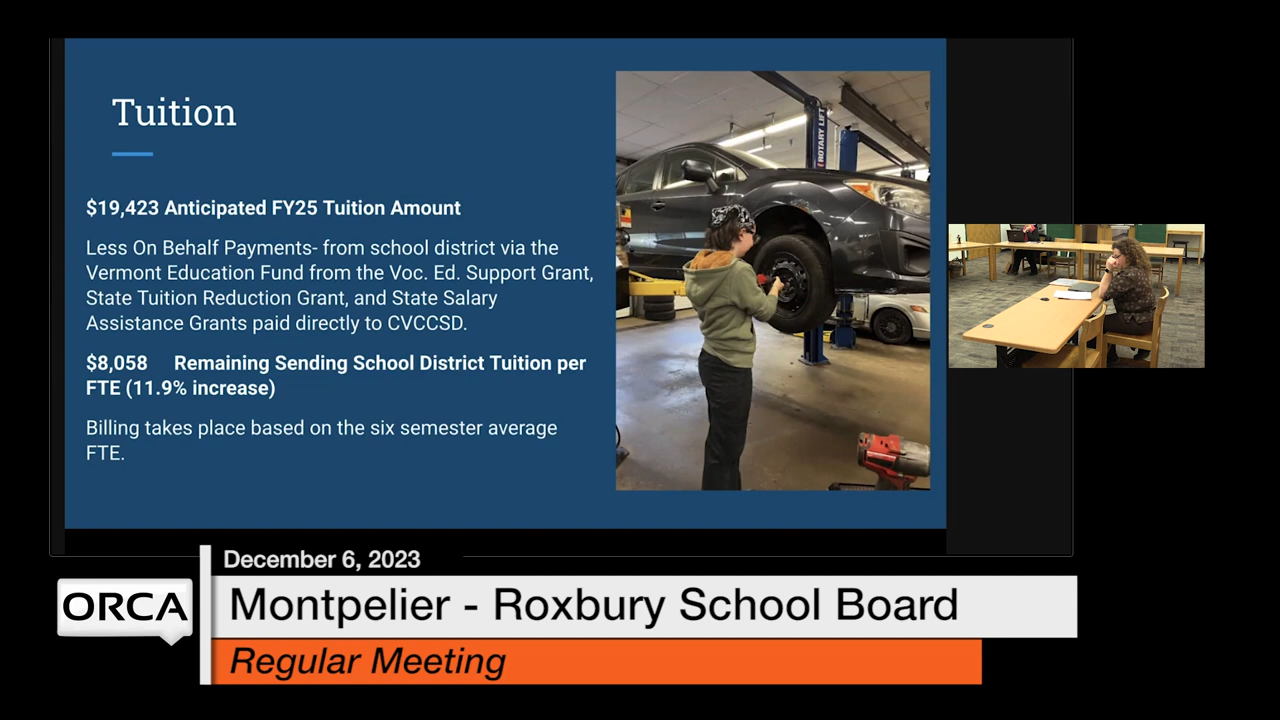 Tuition
$19,423 Anticipated FY25 Tuition Amount
Less On Behalf Payments- from school district via the
Vermont Education Fund from the Voc. Ed. Support Grant,
State Tuition Reduction Grant, and State Salary
Assistance Grants paid directly to CVCCSD.
$8,058 Remaining Sending School District Tuition per
FTE (11.9% increase)
Billing takes place based on the six semester average
FTE.
ROTARY LIFT
December 6, 2023
ORCA
Montpelier - Roxbury School Board
Regular Meeting